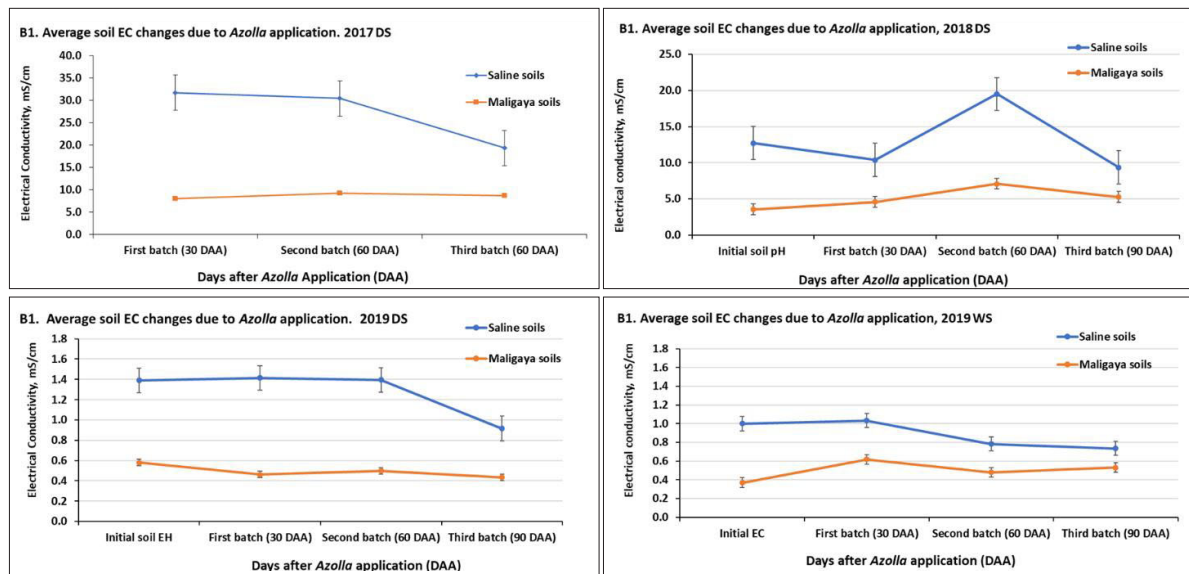 B1. Average soil EC changes due to Azolla application. 2017 DS
40.0
35.0
30.0
25.0
20.0
15.0
10.0
5.0
0.0
Electrical Conductivity, mS/cm
Saline soils
Maligaya soils
First batch (30 DAA)
Second batch (60 DAA)
Third batch (60 DAA)
Days after Azolla Application (DAA)
B1. Average soil EC changes due to Azolla application, 2018 DS
25.0
20.0
15.0
10.0
5.0
0.0
Electrical conductivity, mS/cm
Saline soils
Maligaya soils
Initial soil pH
First batch (30 DAA)
Second batch (60 DAA)
Third batch (90 DAA)
Days after Azolla application (DAA)
B1. Average soil EC changes due to Azolla application. 2019 DS
1.8
1.6
1.4
1.2
1.0
0.8
0.6
0.4
0.2
0.0
Electrical Conductivity, mS/cm
Saline soils
Maligaya soils
Initial soil EH
First batch (30 DAA)
Second batch (60 DAA)
Third batch (90 DAA)
Days after Azolla application (DAA)
B1. Average soil EC changes due to Azolla application, 2019 WS
1.8
1.6
1.4
1.2
1.0
0.8
0.6
0.4
0.2
0.0
Electrical conductivity, mS/cm
Saline soils
Maligaya soils
Initial EC
First batch (30 DAA)
Second batch (60 DAA)
Third batch (90 DAA)
Days after Azolla application (DAA)